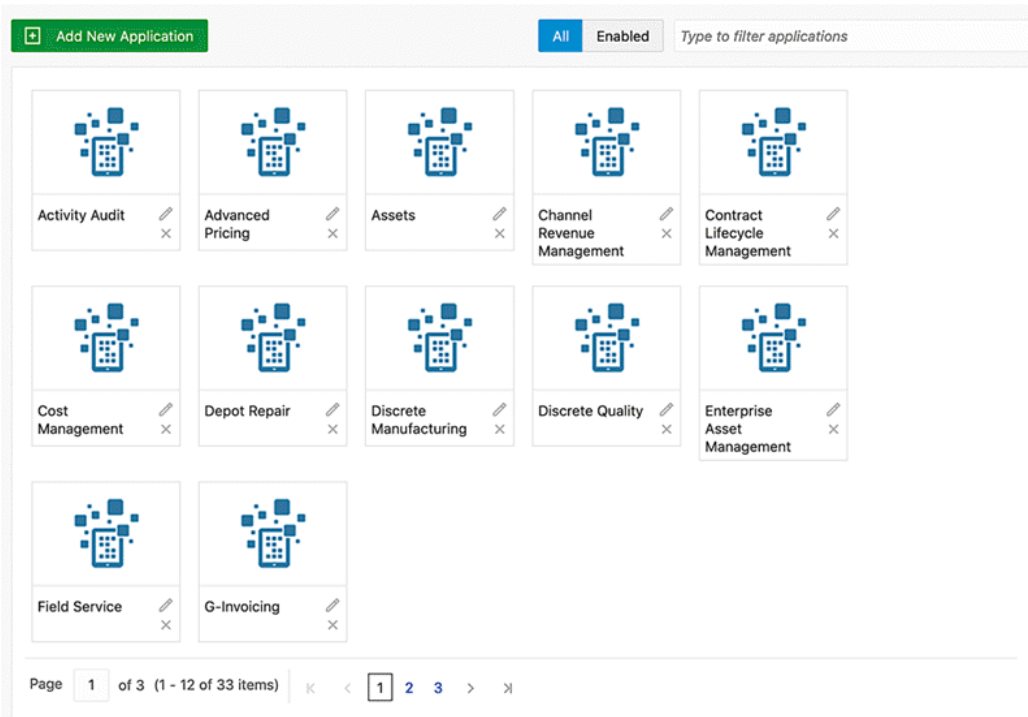 Add New Application
All
Enabled
Type to filter applications
Activity Audit
Advanced
Pricing
Assets
Channel
Revenue
Management
Contract
Lifecycle
Management
Cost
Management
Depot Repair
Discrete
Manufacturing
Discrete Quality
Enterprise
Asset
Management
Field Service
G-Invoicing
Page 1 of 3 (1 - 12 of 33 items) 1 2 3